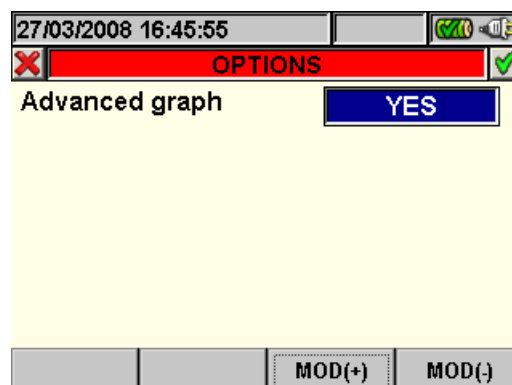 27/03/2008 16:45:55
OPTIONS
Advanced graph YES
MOD(+) MOD(-)